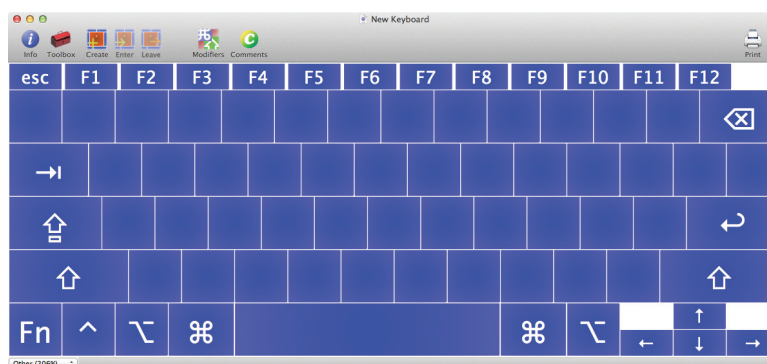 New Keyboard
Info Toolbox Create Enter Leave Modifiers Comments Print
esc F1 F2 F3 F4 F5 F6 F7 F8 F9 F10 F11 F12
Fn